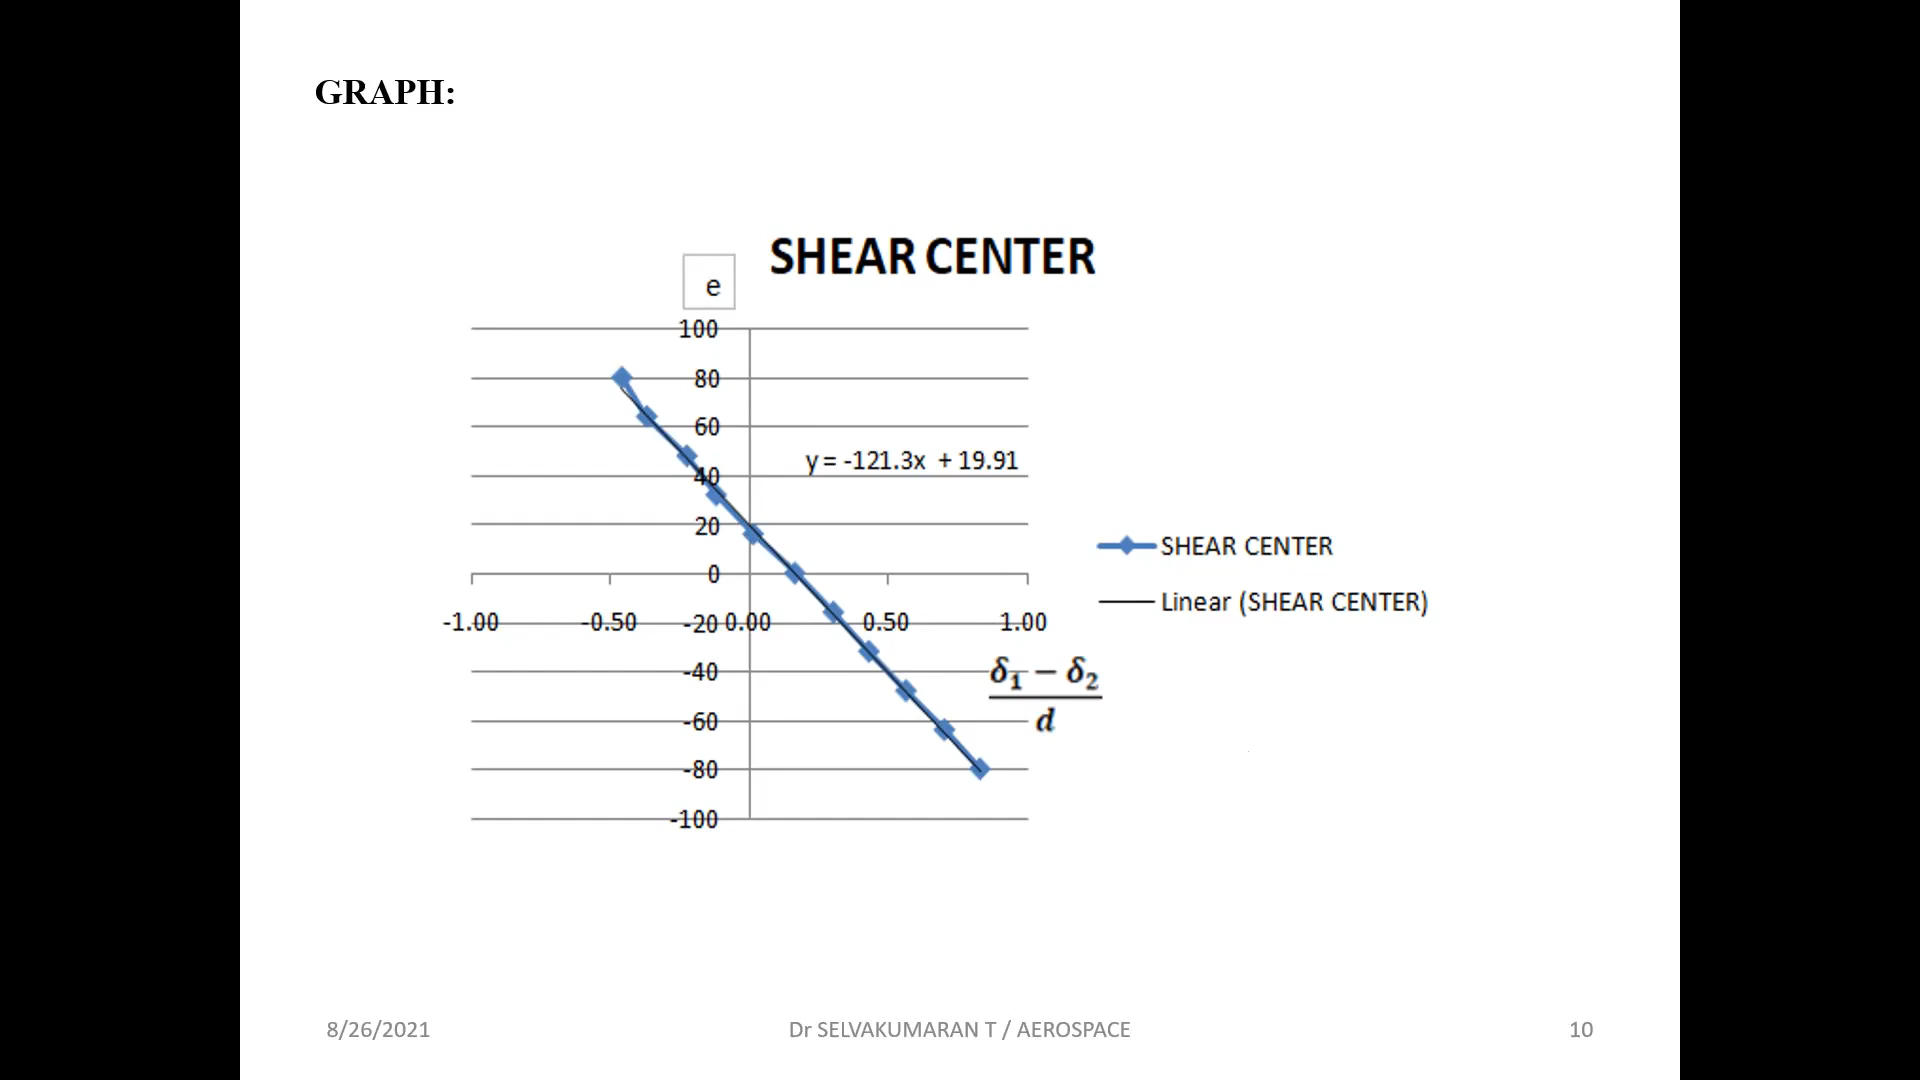 GRAPH:
SHEAR CENTER
e
100
80
60
y = -121.3x + 19.91
40
20
SHEAR CENTER
0
Linear (SHEAR CENTER)
-1.00 -0.50 -20 0.00 0.50 1.00
-40
δ₁ − δ₂
d
-60
-80
-100
8/26/2021 Dr SELVAKUMARAN T / AEROSPACE 10